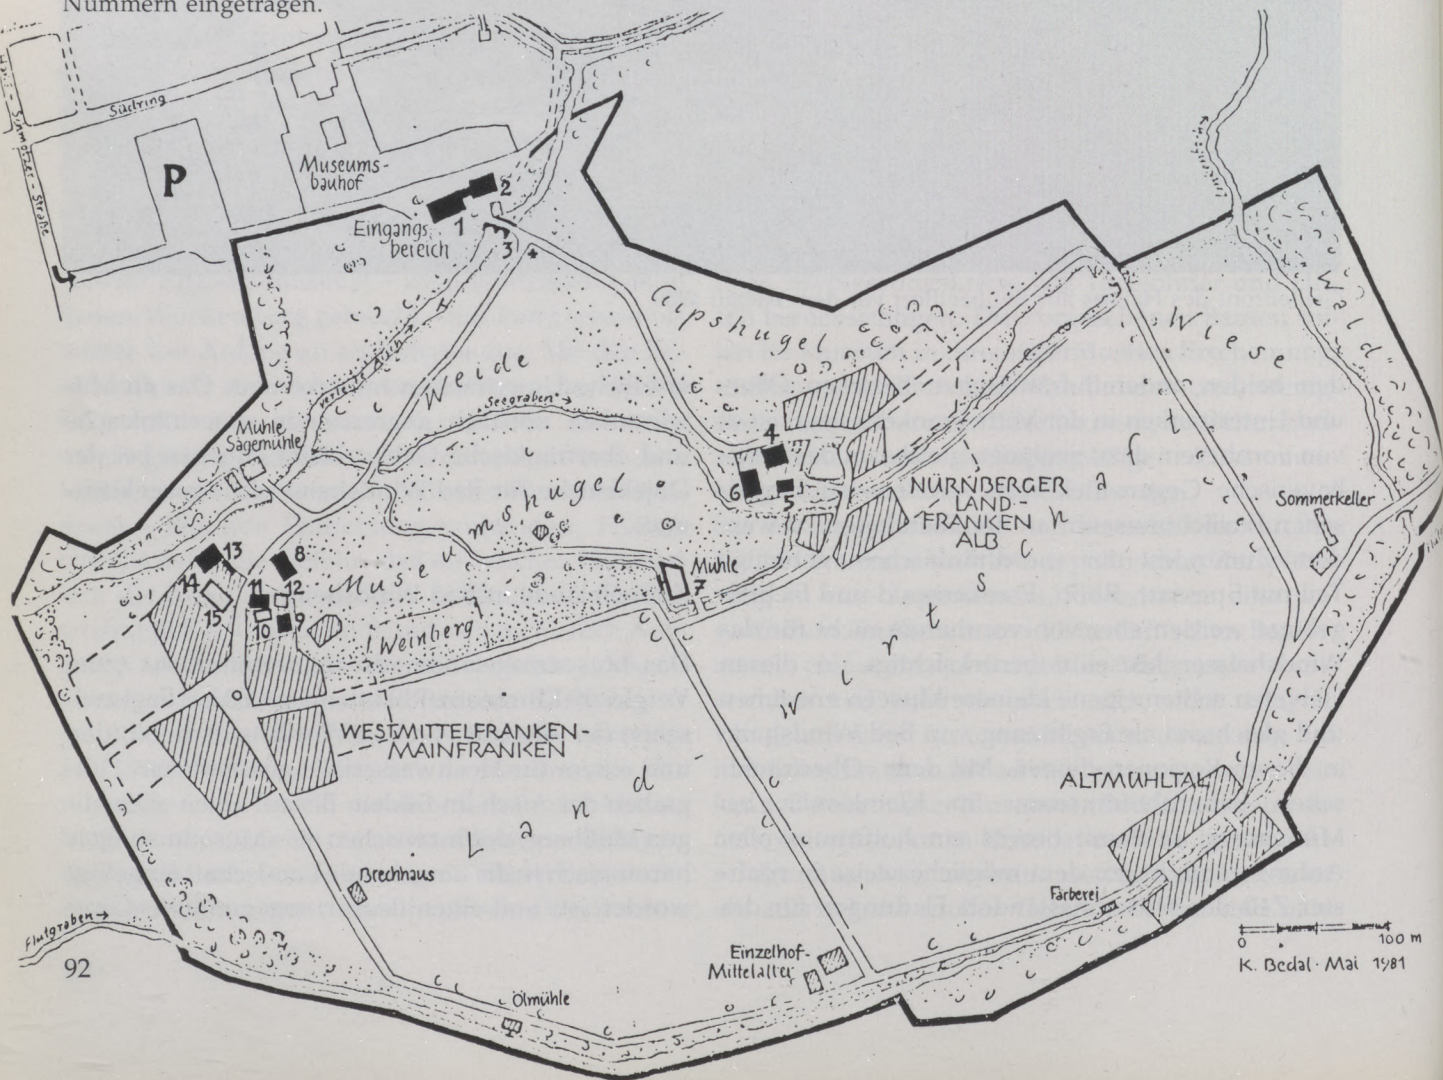 Nummern eingetragen.
Südring
P
Museums-
bauhof
2
1
Eingangs-
bereich
3
4
Gipshügel
Wiese
Wald
Weide
Seegraben
Mühle
Sägemühle
4
6
5
NÜRNBERGER
LAND-
FRANKEN
ALB
Sommerkeller
Museumshügel
13
8
14
11
12
15
10
9
Mühle
7
Weinberg
Landwirtschaft
WESTMITTELFRANKEN-
MAINFRANKEN
ALTMÜHLTAL
Brechhaus
Färberei
Flutgraben
92
Einzelhof-
Mittelalter
Ölmühle
0
100 m
K. Bedal · Mai 1981